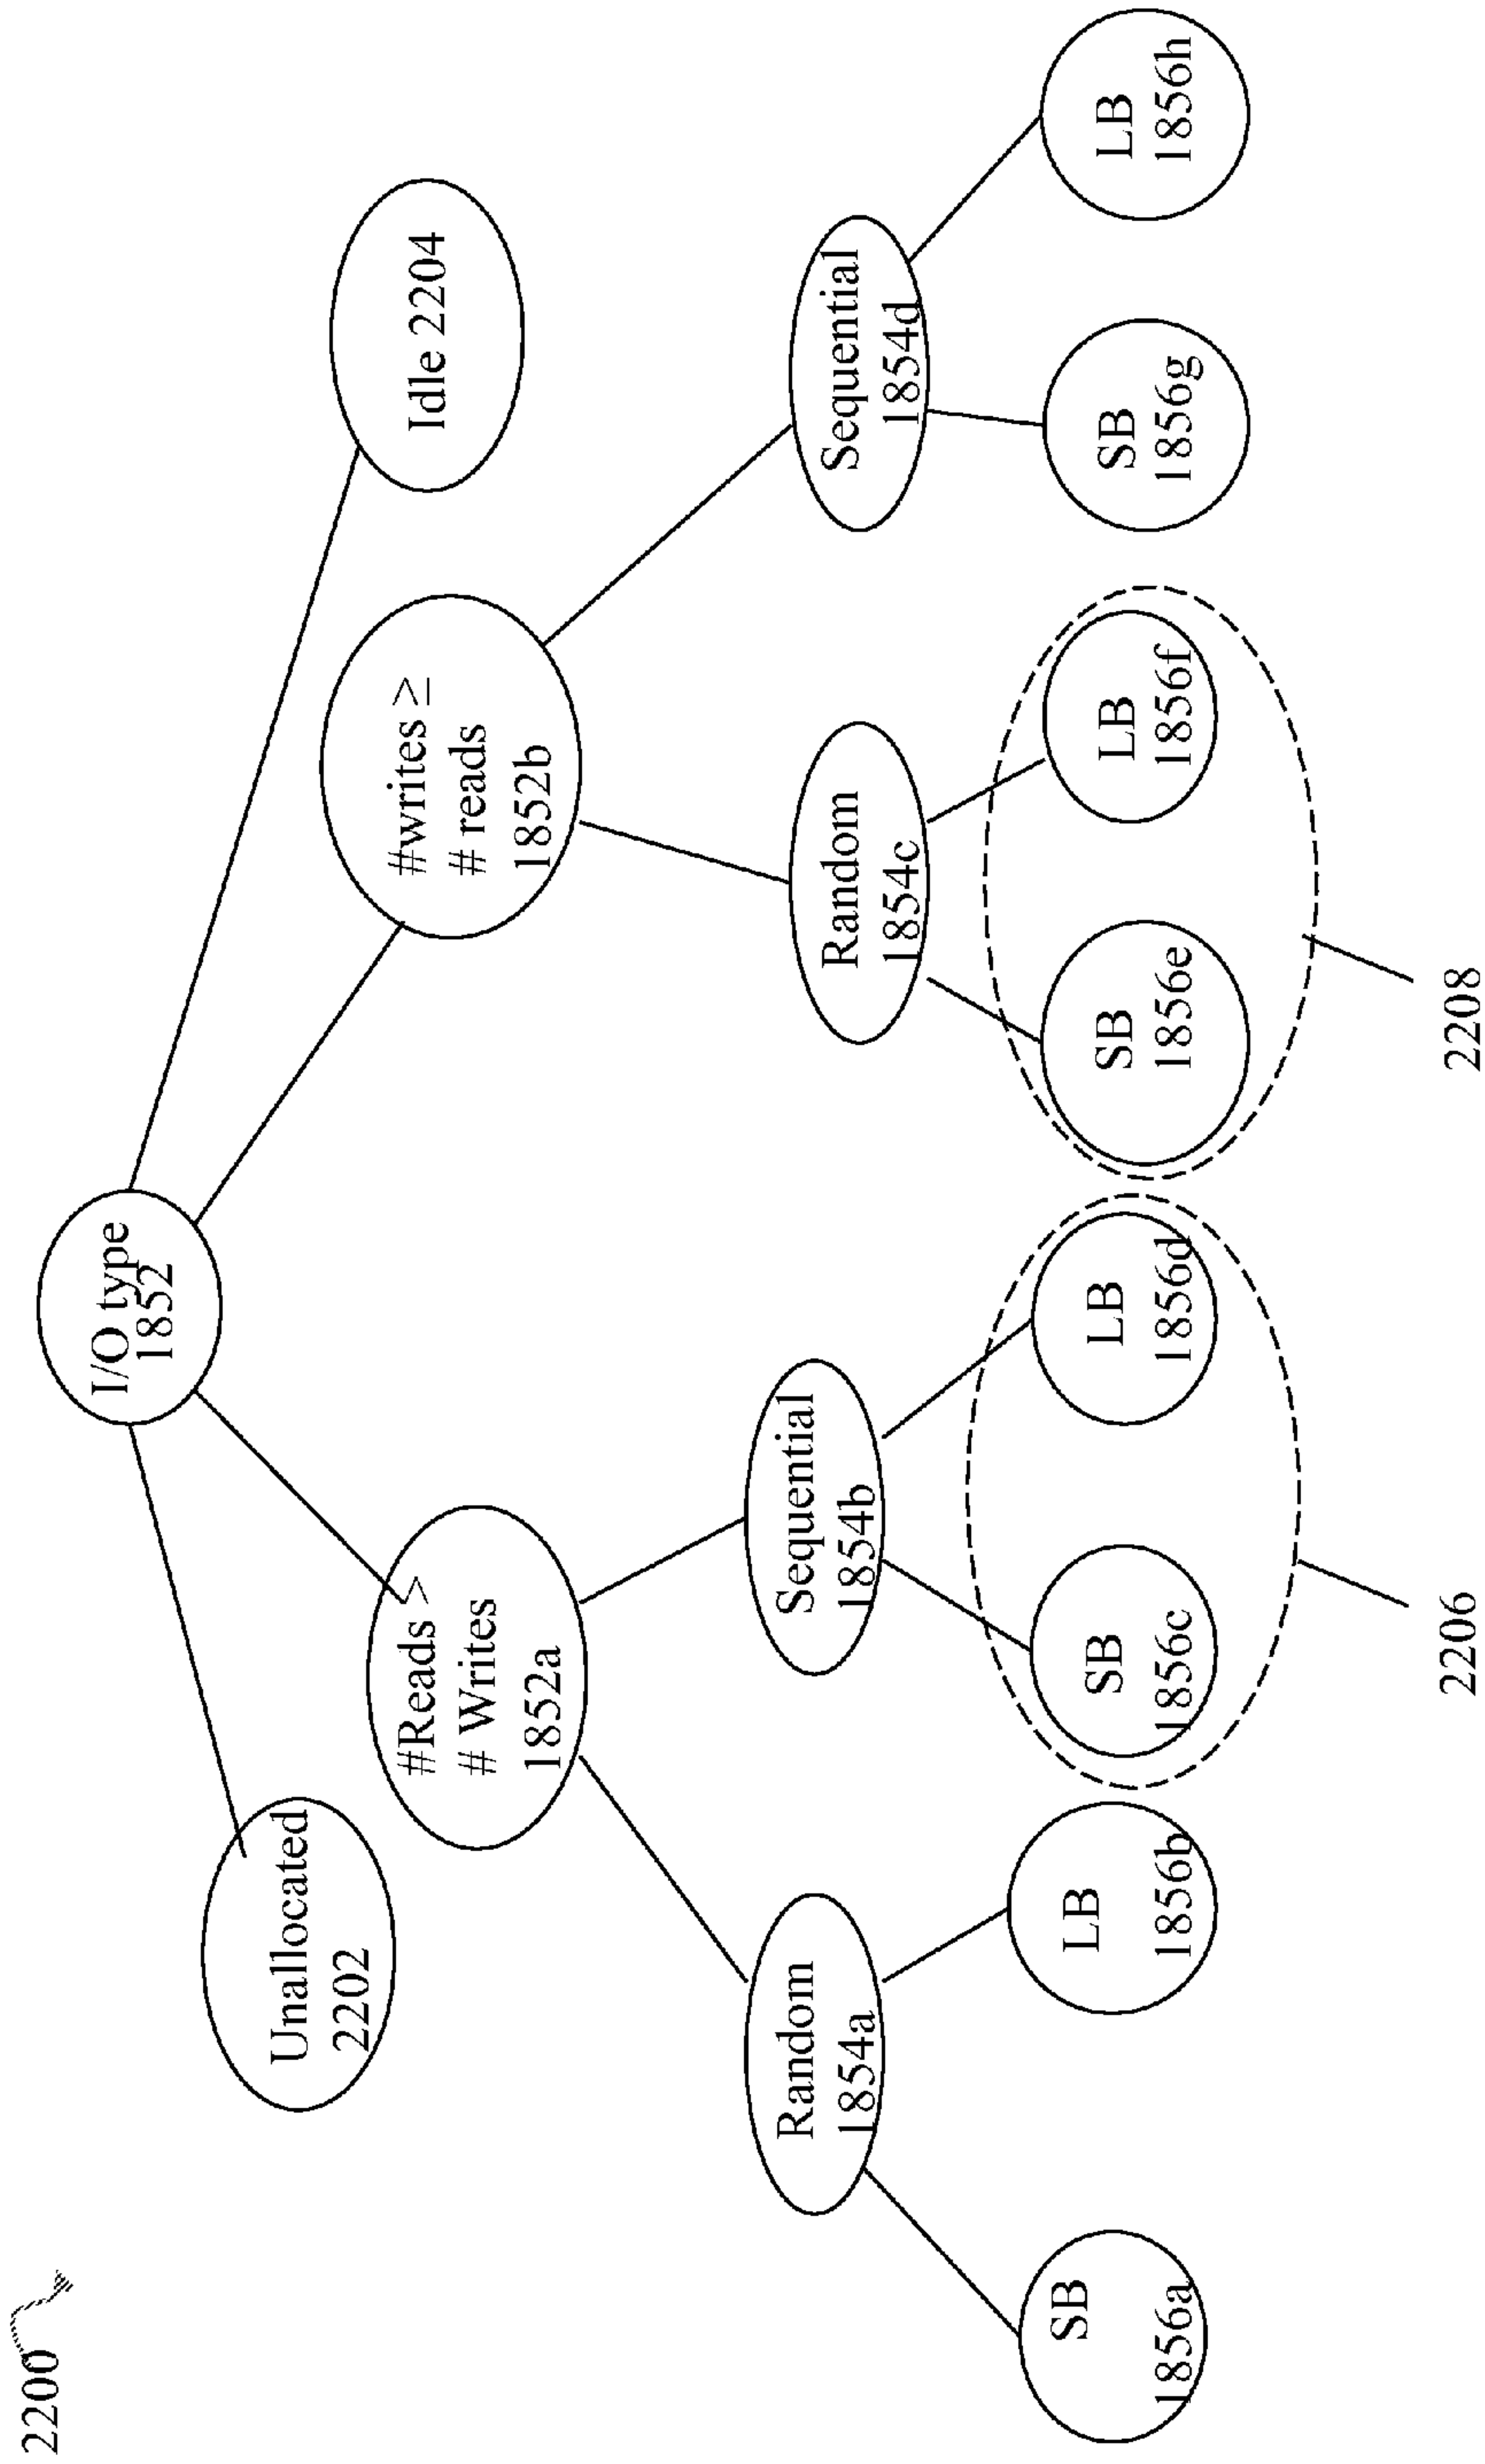 2200
I/O type
1852
Unallocated
2202
#Reads >
# Writes
1852a
#writes ≥
# reads
1852b
Idle 2204
Random
1854a
Sequential
1854b
Random
1854c
Sequential
1854d
SB
1856a
LB
1856b
SB
1856c
LB
1856d
SB
1856e
LB
1856f
SB
1856g
LB
1856h
2206
2208